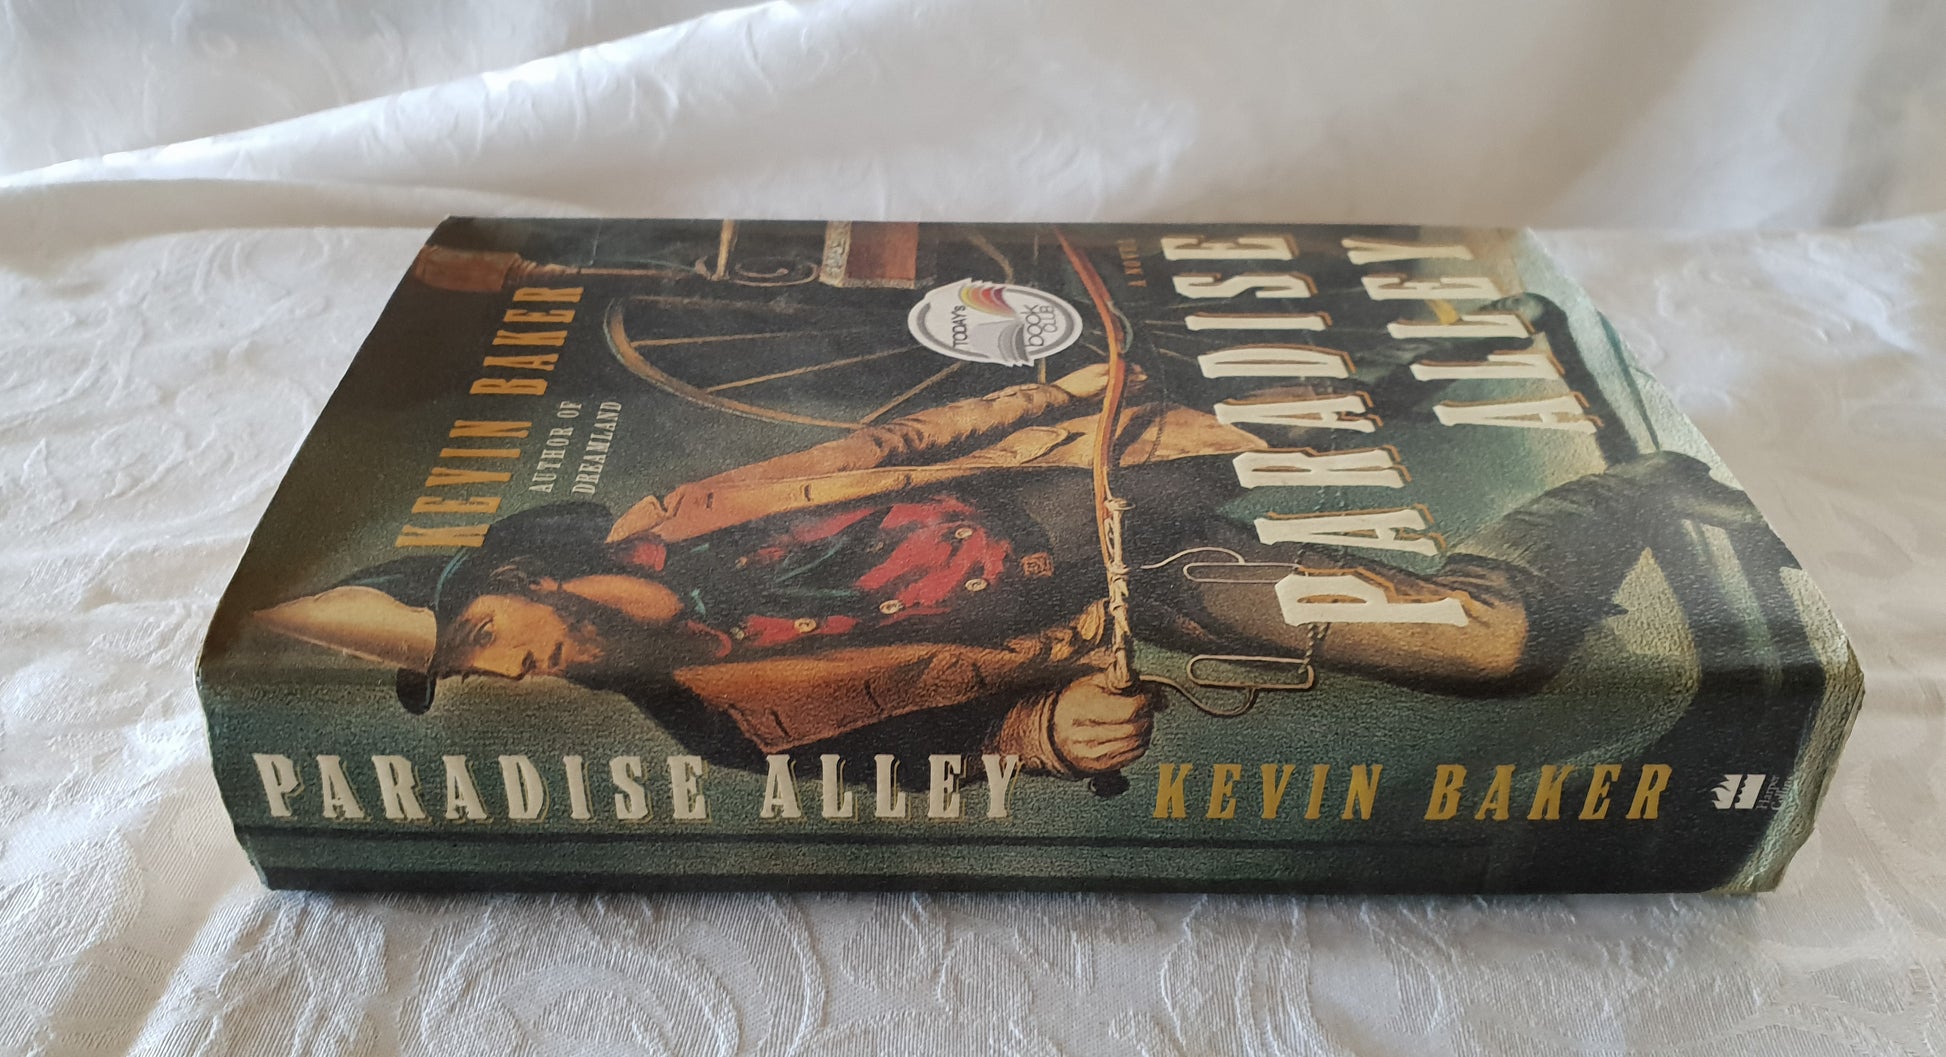 KEVIN BAKER
AUTHOR OF
DREAMLAND
TODAY'S
BOOK
CLUB
A NOVEL
PARADISE
ALLEY
PARADISE ALLEY KEVIN BAKER